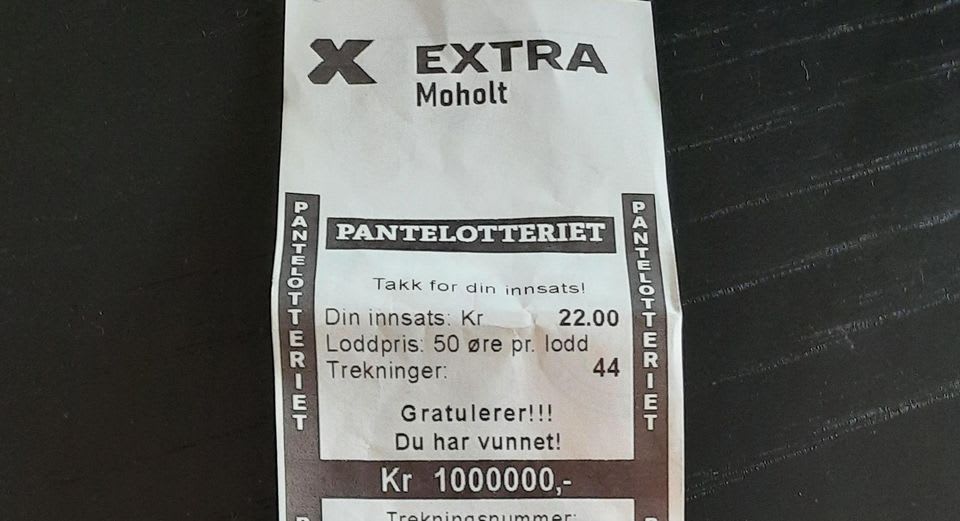 X EXTRA
Moholt
PANTELOTTERIET
PANTELOTTERIET
PANTELOTTERIET
Takk for din innsats!
Din innsats: Kr 22.00
Loddpris: 50 øre pr. lodd
Trekninger: 44
Gratulerer!!!
Du har vunnet!
Kr 1000000,-
Trekningsnummer:
P
P